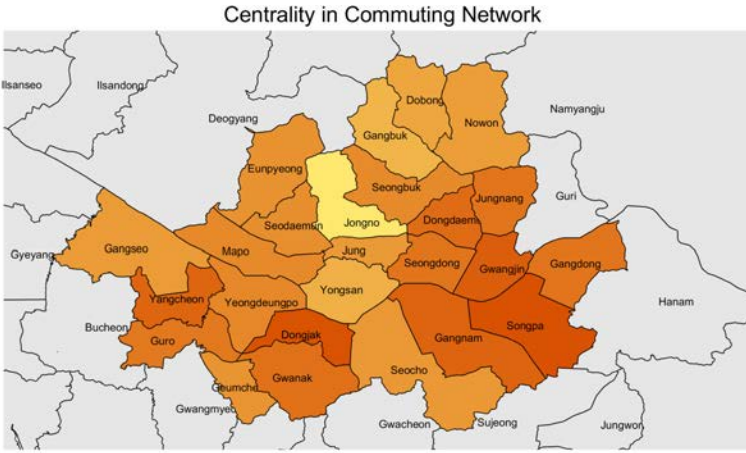 Centrality in Commuting Network
Ilsanseo
Ilsandong
Dobong
Nowon
Namyangju
Deogyang
Gangbuk
Eunpyeong
Seongbuk
Jungnang
Guri
Jongno
Dongdaem
Seodaemun
Gangseo
Mapo
Jung
Gyeyang
Seongdong
Gwangjin
Gangdong
Yangcheon
Yeongdeungpo
Yongsan
Hanam
Bucheon
Guro
Dongjak
Gangnam
Songpa
Gwanak
Seocho
Geumche
Gwangmyeo
Gwacheon
Sujeong
Jungwon